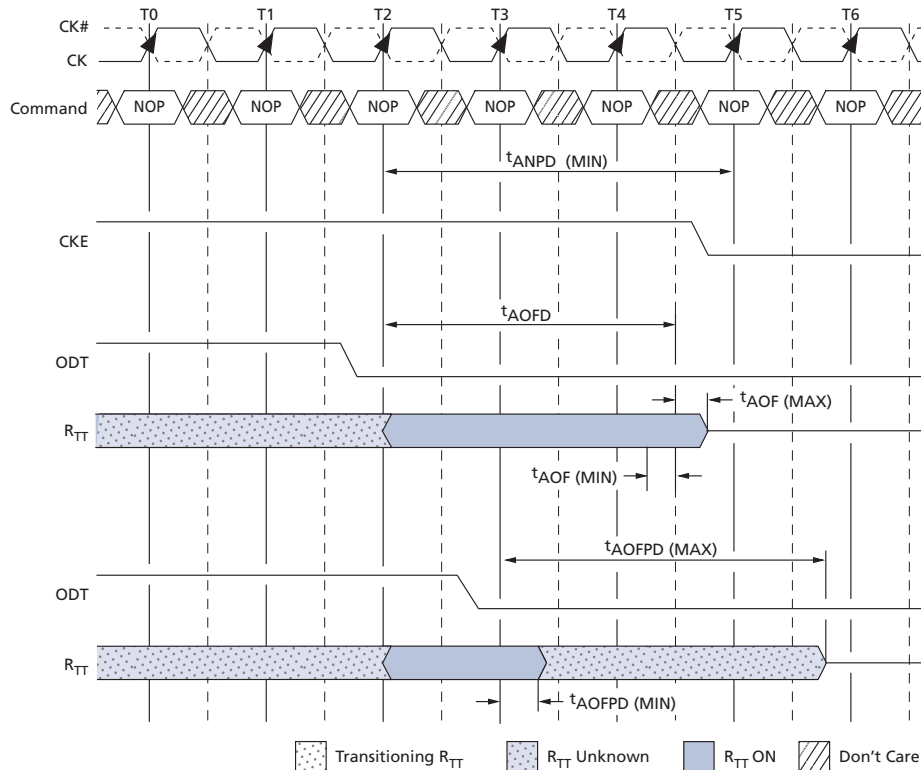 T0 T1 T2 T3 T4 T5 T6
CK#
CK
Command NOP NOP NOP NOP NOP NOP NOP
tANPD (MIN)
CKE
tAOFD
ODT
tAOF (MAX)
RTT
tAOF (MIN)
tAOFPD (MAX)
ODT
RTT
tAOFPD (MIN)
Transitioning RTT RTT Unknown RTT ON Don't Care